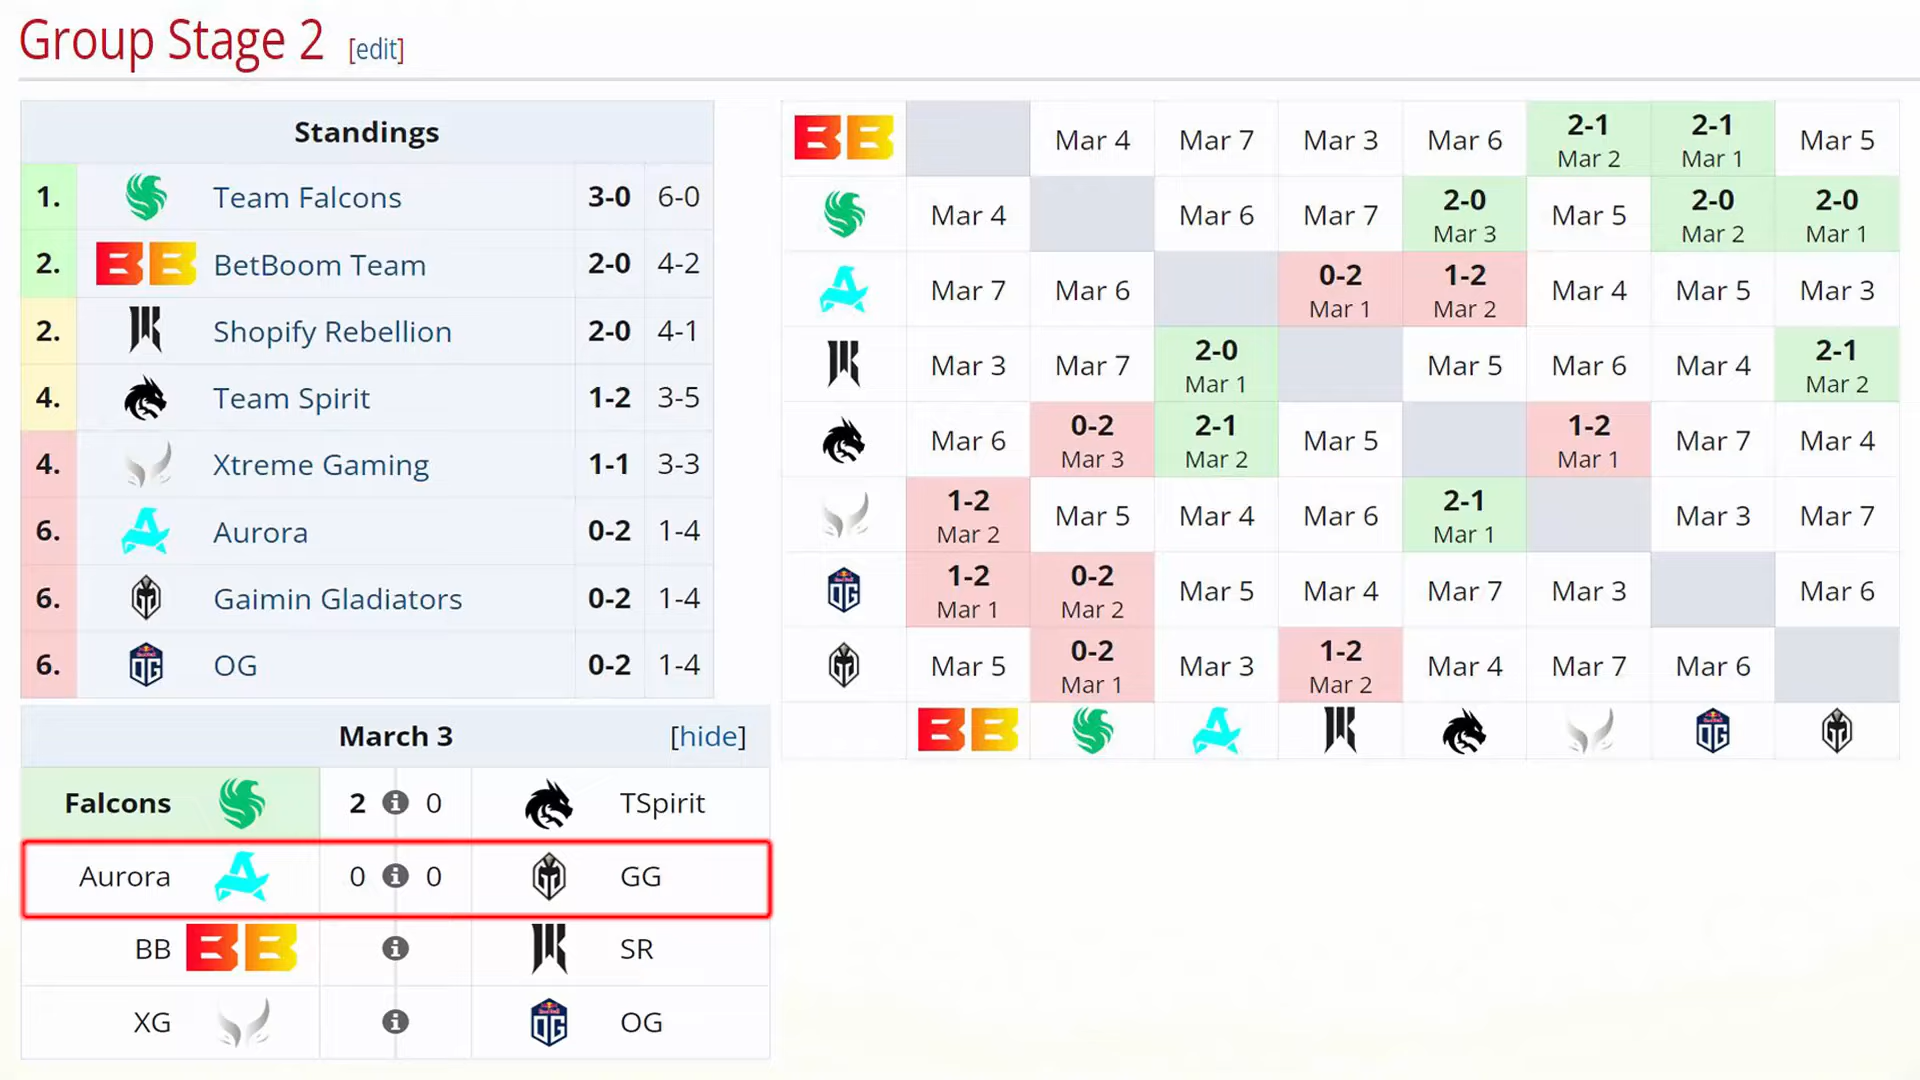 Group Stage 2 [edit]
Standings
1. Team Falcons 3-0 6-0
2. BB BetBoom Team 2-0 4-2
2. Shopify Rebellion 2-0 4-1
4. Team Spirit 1-2 3-5
4. Xtreme Gaming 1-1 3-3
6. Aurora 0-2 1-4
6. Gaimin Gladiators 0-2 1-4
6. OG OG 0-2 1-4
March 3 [hide]
Falcons 2 0 TSpirit
Aurora 0 0 GG
BB BB SR
XG OG OG
BB Mar 4 Mar 7 Mar 3 Mar 6 2-1 2-1 Mar 5
Mar 2 Mar 1
Mar 4 Mar 6 Mar 7 2-0 Mar 5 2-0 2-0
Mar 3 Mar 2 Mar 1
Mar 7 Mar 6 0-2 1-2 Mar 4 Mar 5 Mar 3
Mar 1 Mar 2
Mar 3 Mar 7 2-0 Mar 5 Mar 6 Mar 4 2-1
Mar 1 Mar 2
Mar 6 0-2 2-1 Mar 5 1-2 Mar 7 Mar 4
Mar 3 Mar 2 Mar 1
1-2 Mar 5 Mar 4 Mar 6 2-1 Mar 3 Mar 7
Mar 2 Mar 1
OG 1-2 0-2 Mar 5 Mar 4 Mar 7 Mar 3 Mar 6
Mar 1 Mar 2
Mar 5 0-2 Mar 3 1-2 Mar 4 Mar 7 Mar 6
Mar 1 Mar 2
BB OG